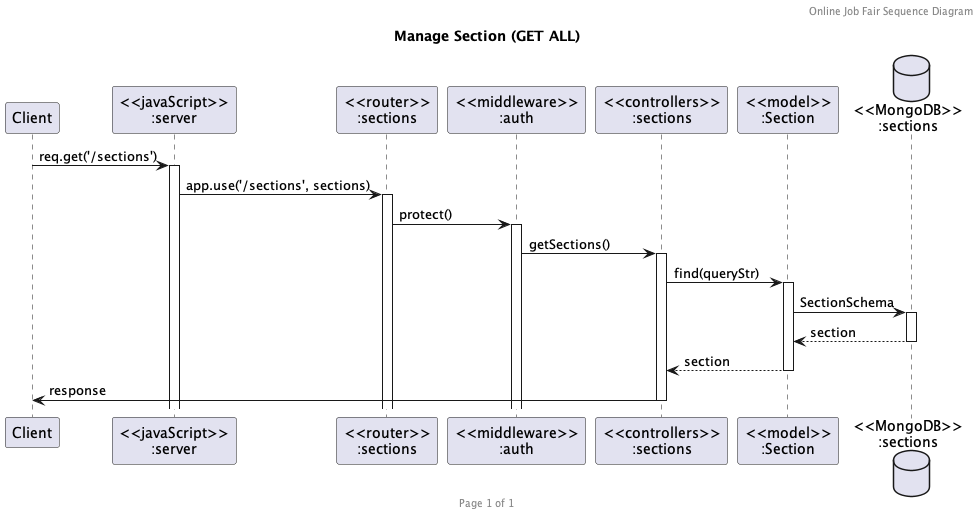 Online Job Fair Sequence Diagram
Manage Section (GET ALL)
Client
<<javaScript>>
:server
<<router>>
:sections
<<middleware>>
:auth
<<controllers>>
:sections
<<model>>
:Section
<<MongoDB>>
:sections
req.get('/sections')
app.use('/sections', sections)
protect()
getSections()
find(queryStr)
SectionSchema
section
section
response
Client
<<javaScript>>
:server
<<router>>
:sections
<<middleware>>
:auth
<<controllers>>
:sections
<<model>>
:Section
<<MongoDB>>
:sections
Page 1 of 1